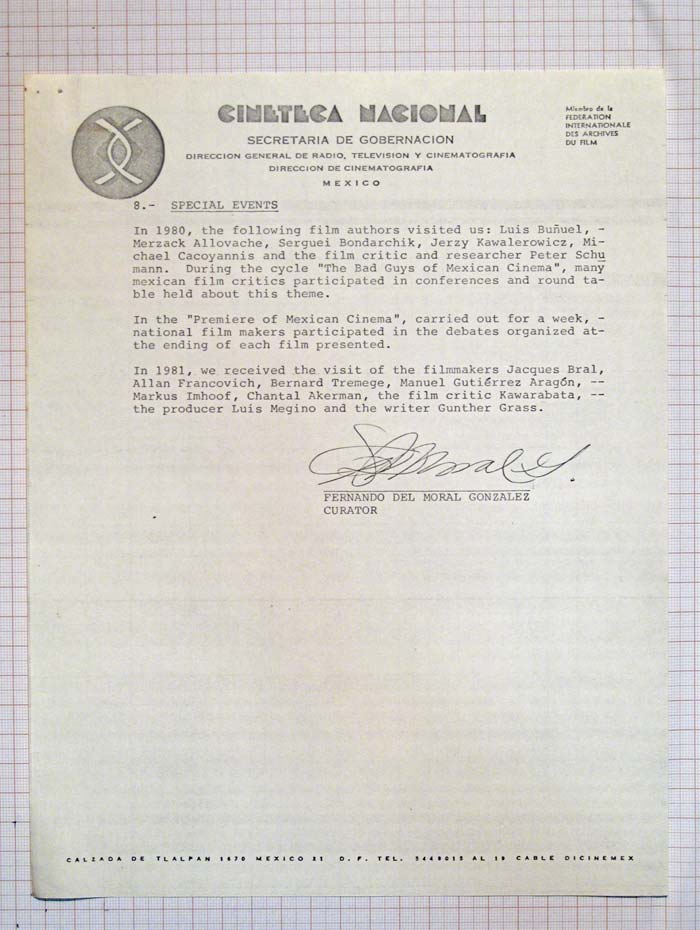 CINETECA NACIONAL
SECRETARIA DE GOBERNACION
DIRECCION GENERAL DE RADIO, TELEVISION Y CINEMATOGRAFIA
DIRECCION DE CINEMATOGRAFIA
MEXICO
Miembro de la
FEDERATION
INTERNATIONALE
DES ARCHIVES
DU FILM
8.- SPECIAL EVENTS
In 1980, the following film authors visited us: Luis Buñuel, -
Merzack Allovache, Serguei Bondarchik, Jerzy Kawalerowicz, Mi-
chael Cacoyannis and the film critic and researcher Peter Schu
mann. During the cycle "The Bad Guys of Mexican Cinema", many
mexican film critics participated in conferences and round ta-
ble held about this theme.
In the "Premiere of Mexican Cinema", carried out for a week, -
national film makers participated in the debates organized at-
the ending of each film presented.
In 1981, we received the visit of the filmmakers Jacques Bral,
Allan Francovich, Bernard Tremege, Manuel Gutiérrez Aragón, --
Markus Imhoof, Chantal Akerman, the film critic Kawarabata, --
the producer Luis Megino and the writer Gunther Grass.
FERNANDO DEL MORAL GONZALEZ
CURATOR
CALZADA DE TLALPAN 1670 MEXICO 21 D. F. TEL. 5449015 AL 19 CABLE DICINEMEX